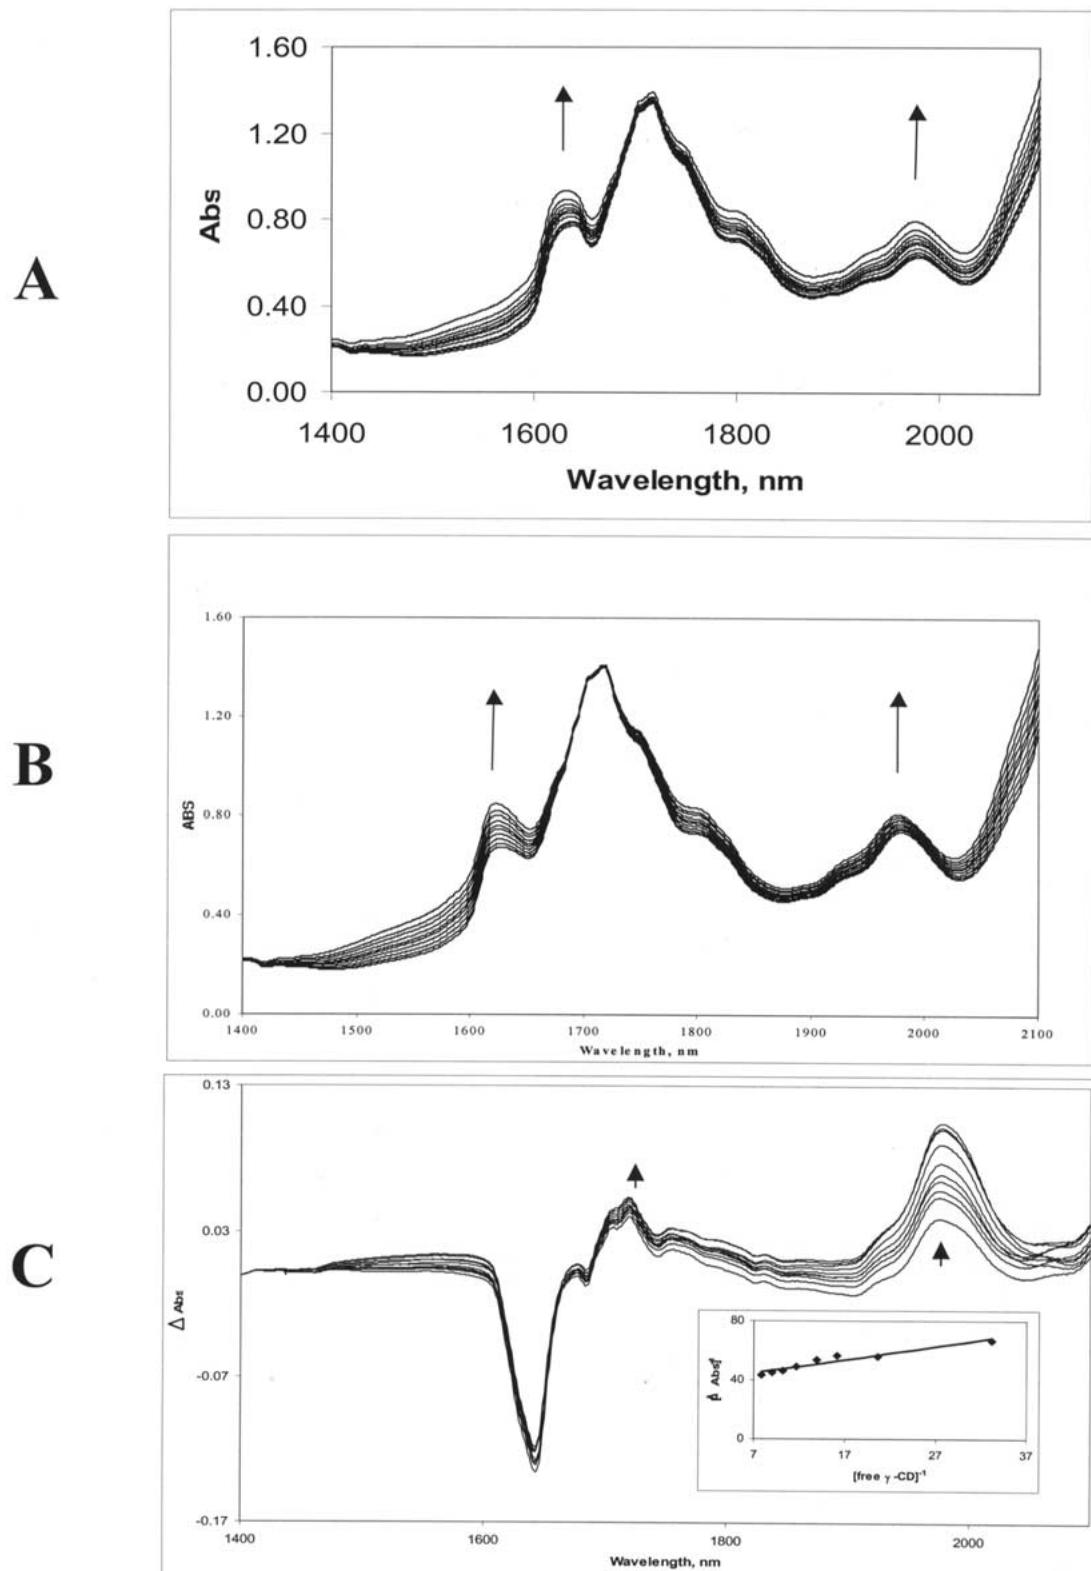 A
1.60
1.20
0.80
0.40
0.00
Abs
1400 1600 1800 2000
Wavelength, nm
B
1.60
1.20
0.80
0.40
0.00
ABS
1400 1500 1600 1700 1800 1900 2000 2100
Wavelength, nm
C
0.13
0.03
-0.07
-0.17
Δ Abs
1400 1600 1800 2000
Wavelength, nm
80
40
0
Abs]
7 17 27 37
[free γ -CD]⁻¹